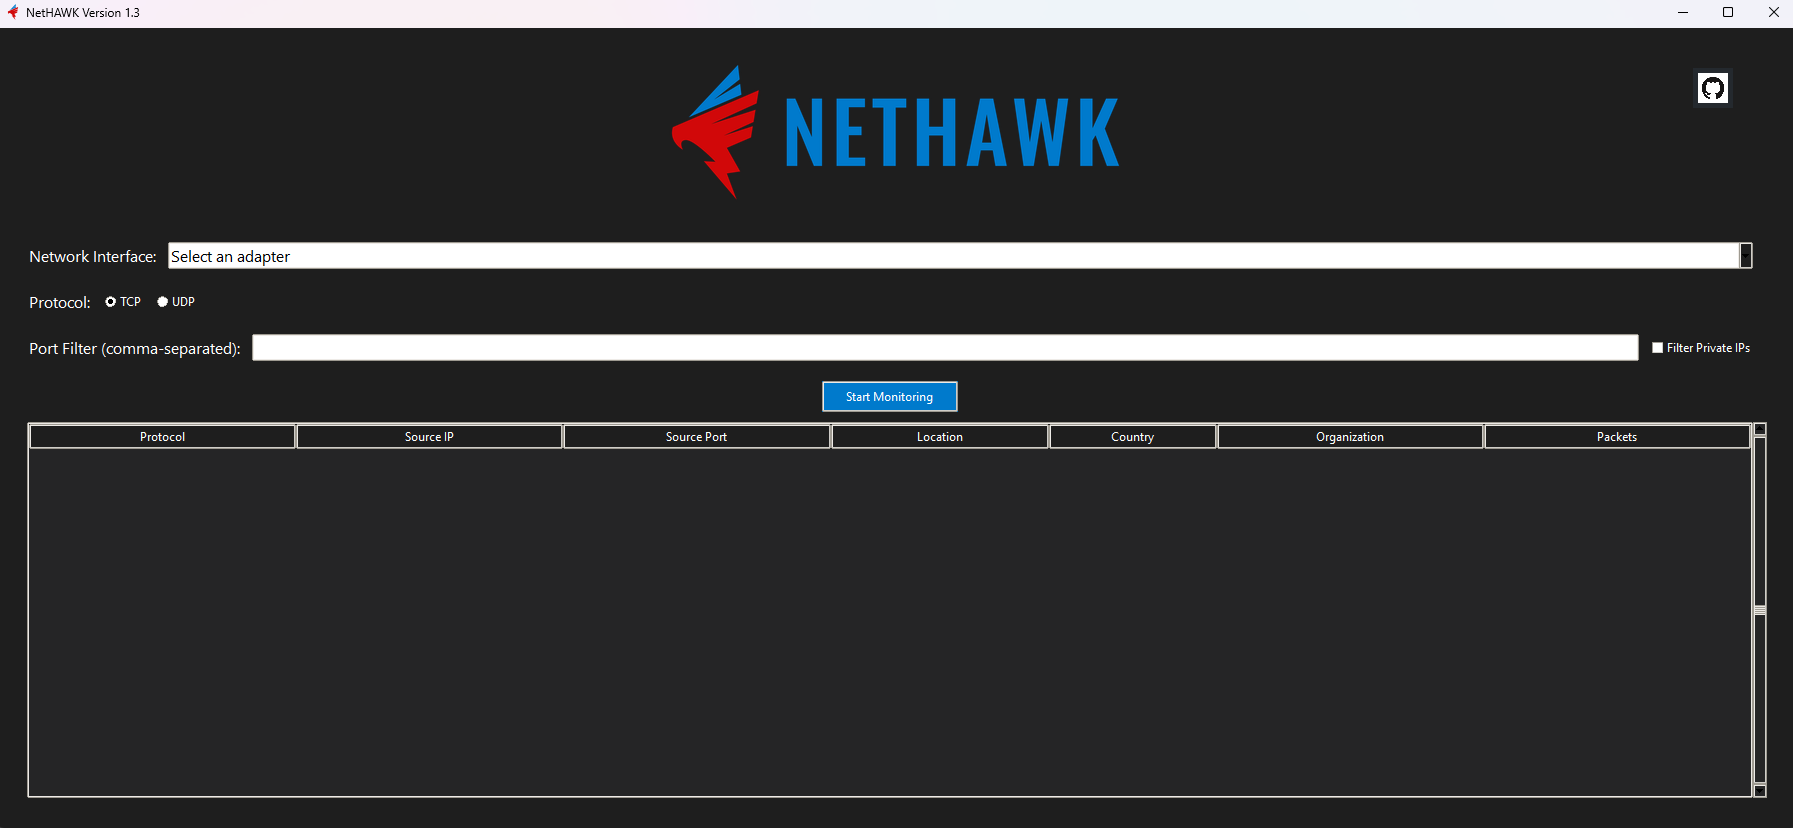 NetHAWK Version 1.3
NETHAWK
Network Interface: Select an adapter
Protocol: TCP UDP
Port Filter (comma-separated): Filter Private IPs
Start Monitoring
Protocol Source IP Source Port Location Country Organization Packets